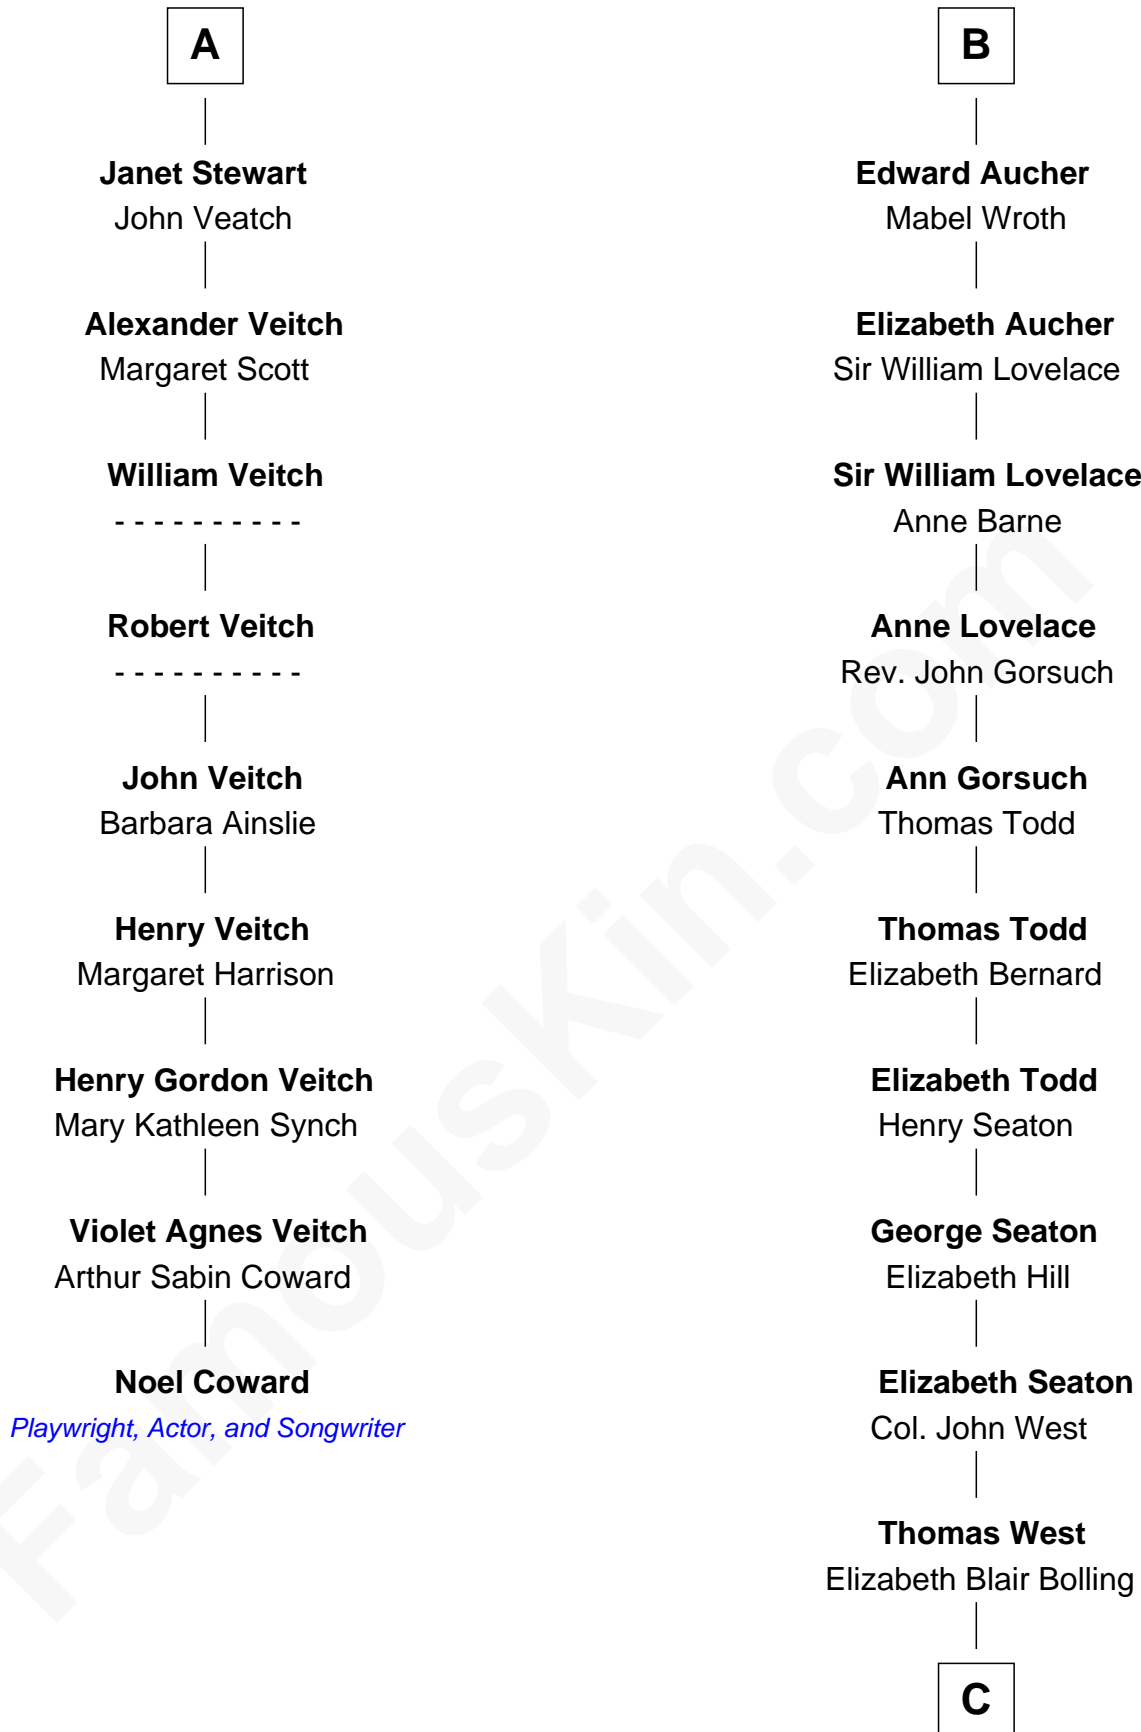 A
Janet Stewart
John Veatch
Alexander Veitch
Margaret Scott
William Veitch
- - - - - - - - - -
Robert Veitch
- - - - - - - - - -
John Veitch
Barbara Ainslie
Henry Veitch
Margaret Harrison
Henry Gordon Veitch
Mary Kathleen Synch
Violet Agnes Veitch
Arthur Sabin Coward
Noel Coward
Playwright, Actor, and Songwriter
B
Edward Aucher
Mabel Wroth
Elizabeth Aucher
Sir William Lovelace
Sir William Lovelace
Anne Barne
Anne Lovelace
Rev. John Gorsuch
Ann Gorsuch
Thomas Todd
Thomas Todd
Elizabeth Bernard
Elizabeth Todd
Henry Seaton
George Seaton
Elizabeth Hill
Elizabeth Seaton
Col. John West
Thomas West
Elizabeth Blair Bolling
C
FamousKin.com